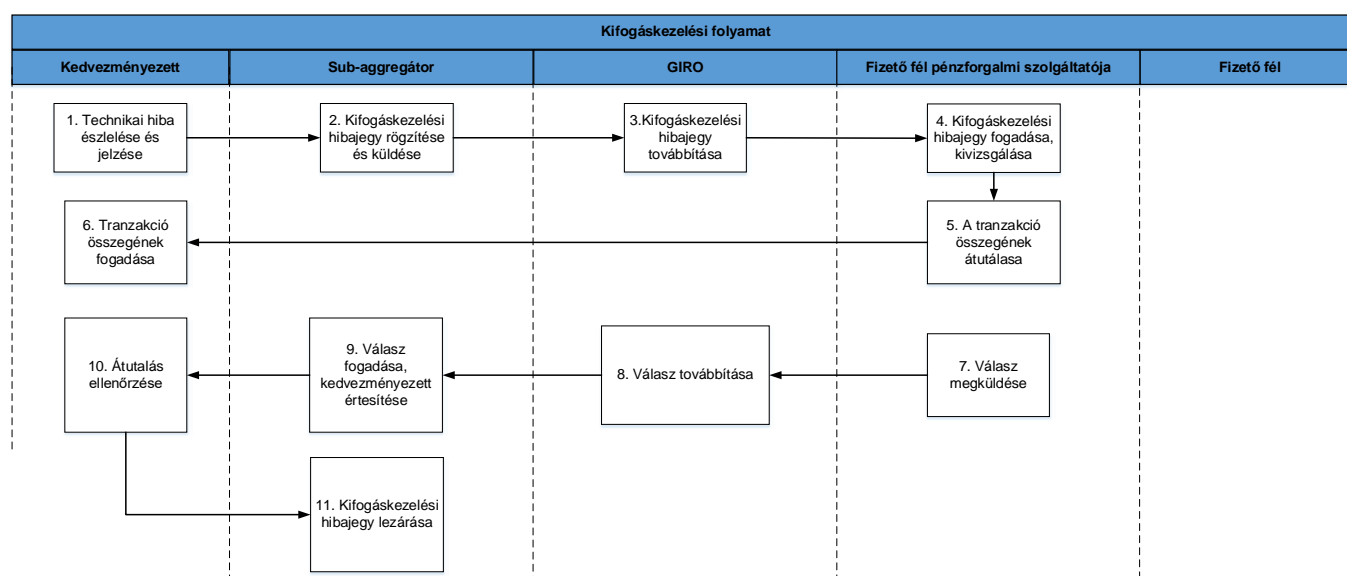 Kifogáskezelési folyamat
Kedvezményezett
Sub-aggregátor
GIRO
Fizető fél pénzforgalmi szolgáltatója
Fizető fél
1. Technikai hiba
észlelése és
jelzése
2. Kifogáskezelési
hibajegy rögzítése
és küldése
3.Kifogáskezelési
hibajegy
továbbítása
4. Kifogáskezelési
hibajegy fogadása,
kivizsgálása
6. Tranzakció
összegének
fogadása
5. A tranzakció
összegének
átutálasa
10. Átutalás
ellenőrzése
9. Válasz
fogadása,
kedvezményezett
értesítése
8. Válasz továbbítása
7. Válasz
megküldése
11. Kifogáskezelési
hibajegy lezárása